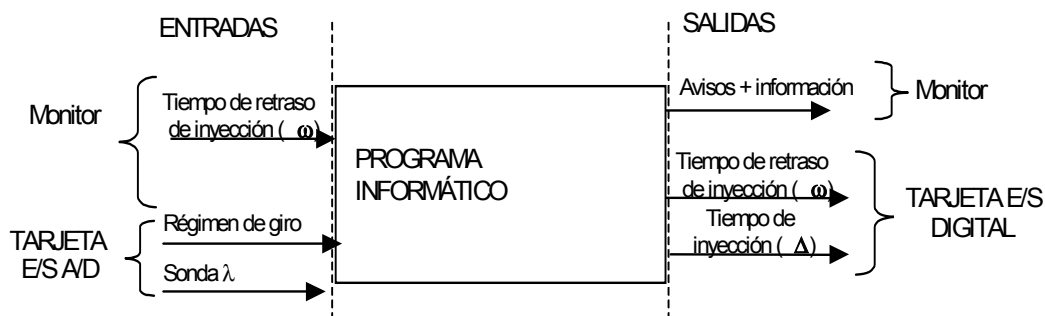 ENTRADAS
SALIDAS
Monitor
Tiempo de retraso
de inyección ( ω)
PROGRAMA
INFORMÁTICO
Avisos + información
Monitor
Régimen de giro
TARJETA
E/S A/D
Sonda λ
Tiempo de retraso
de inyección ( ω)
Tiempo de
inyección ( Δ)
TARJETA E/S
DIGITAL